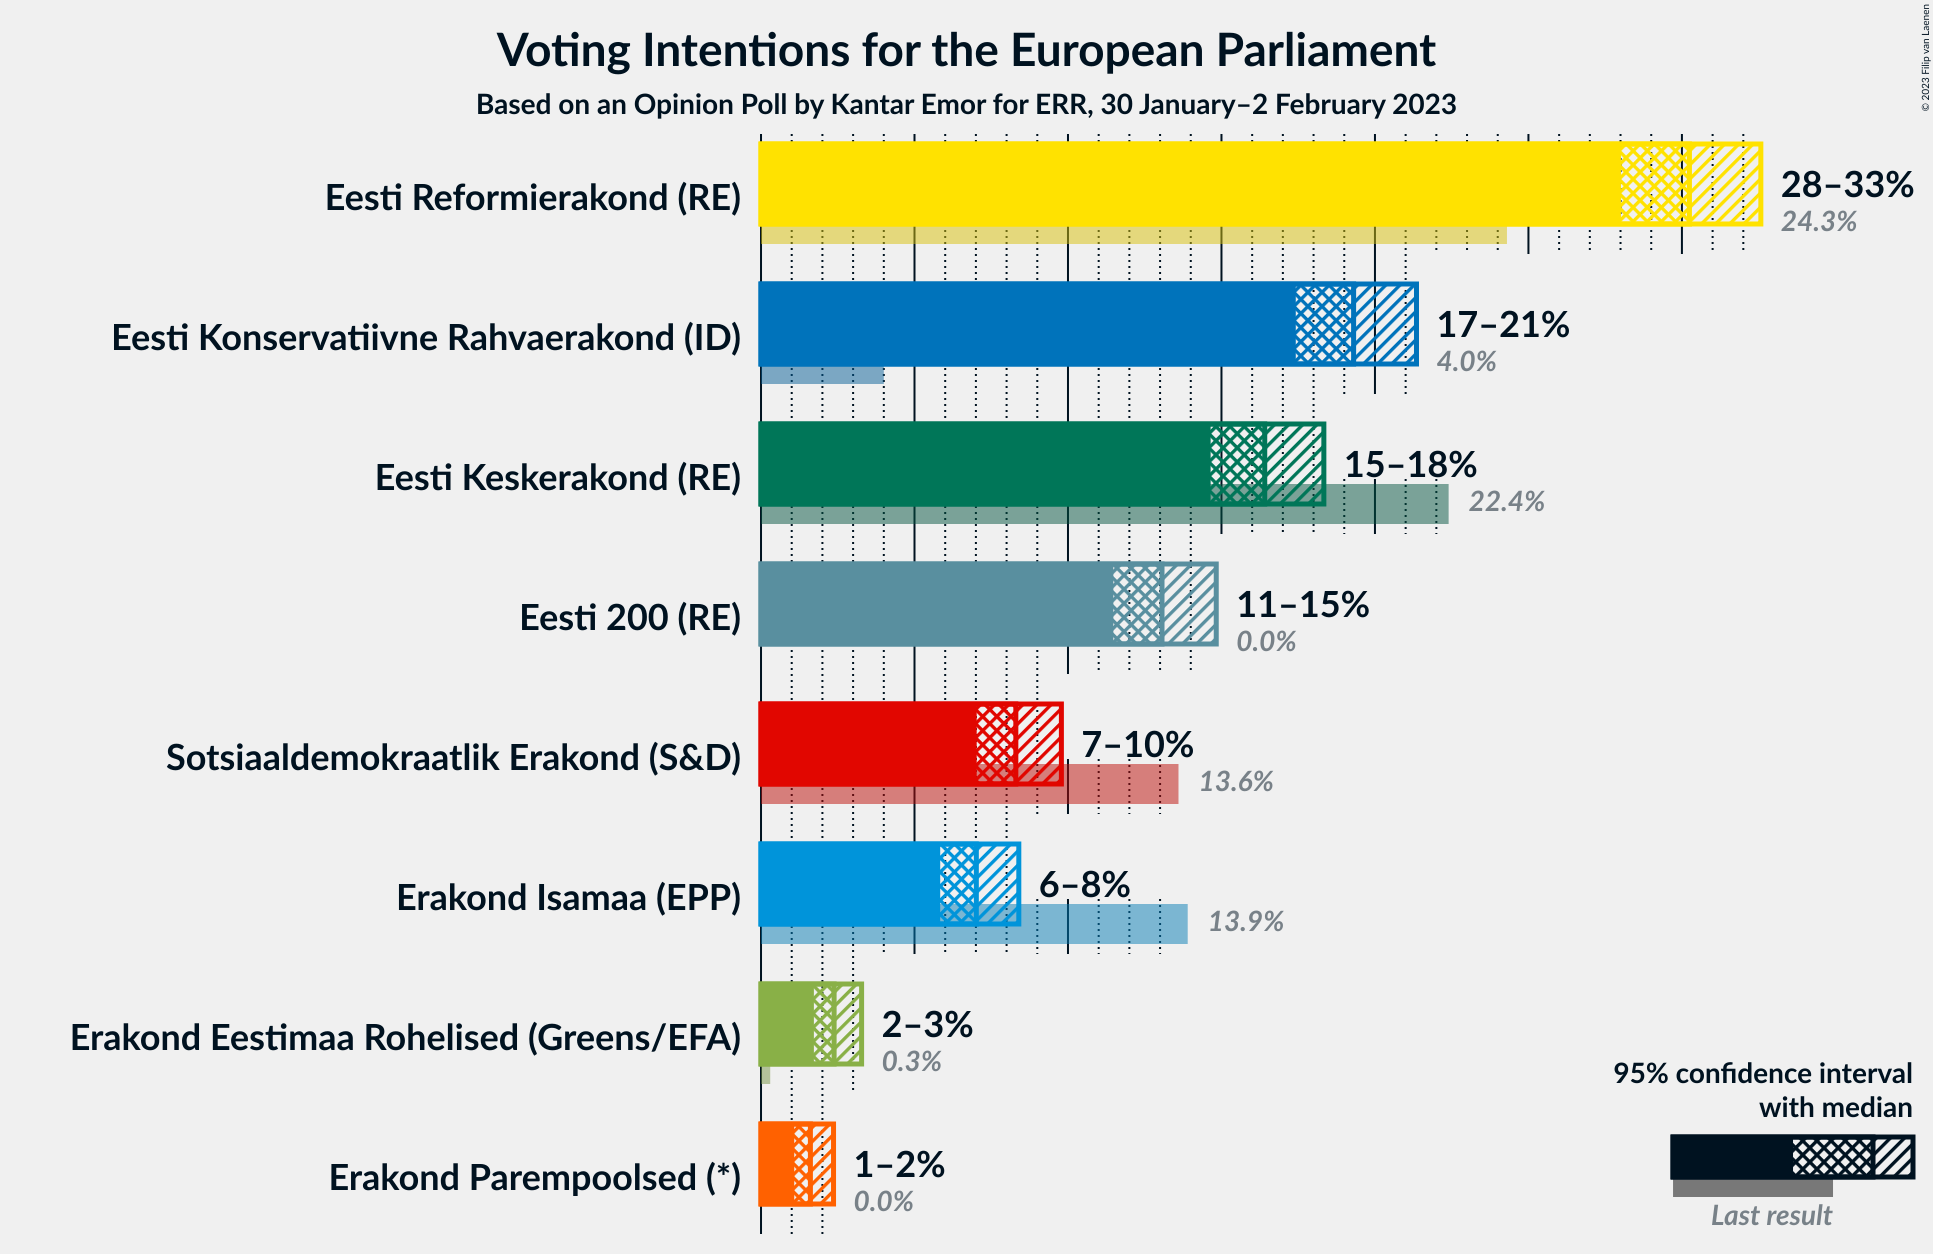 © 2023 Filip van Laenen
Voting Intentions for the European Parliament
Based on an Opinion Poll by Kantar Emor for ERR, 30 January–2 February 2023
Eesti Reformierakond (RE)
28–33%
24.3%
Eesti Konservatiivne Rahvaerakond (ID)
17–21%
4.0%
Eesti Keskerakond (RE)
15–18%
22.4%
Eesti 200 (RE)
11–15%
0.0%
Sotsiaaldemokraatlik Erakond (S&D)
7–10%
13.6%
Erakond Isamaa (EPP)
6–8%
13.9%
Erakond Eestimaa Rohelised (Greens/EFA)
2–3%
0.3%
Erakond Parempoolsed (*)
1–2%
0.0%
95% confidence interval
with median
Last result